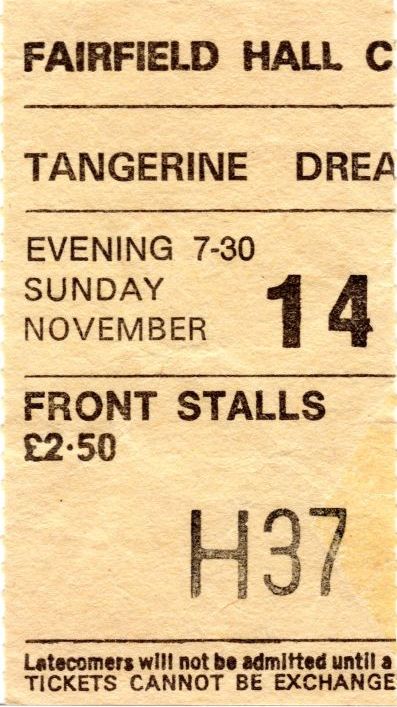 FAIRFIELD HALL C
TANGERINE DREA
EVENING 7-30
SUNDAY
NOVEMBER 14
FRONT STALLS
£2·50
H37
Latecomers will not be admitted until a
TICKETS CANNOT BE EXCHANGE